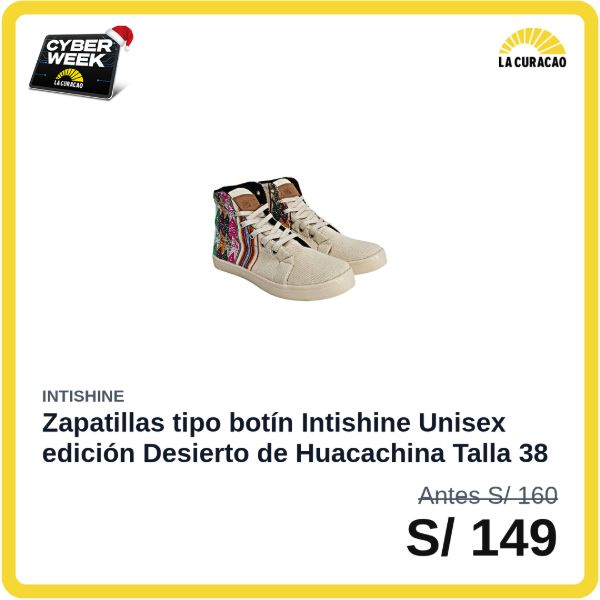 CYBER
WEEK
LA CURACAO
LA CURACAO
INTISHINE
Zapatillas tipo botín Intishine Unisex
edición Desierto de Huacachina Talla 38
Antes S/ 160
S/ 149